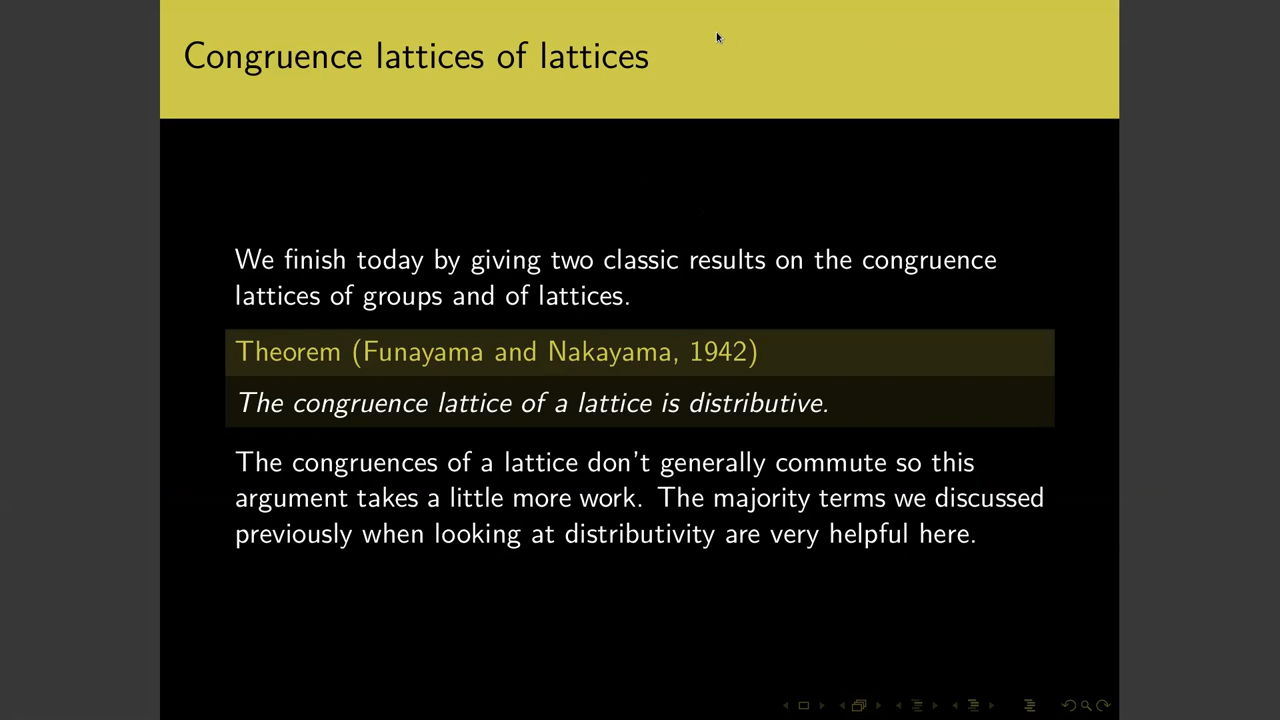 Congruence lattices of lattices
We finish today by giving two classic results on the congruence
lattices of groups and of lattices.
Theorem (Funayama and Nakayama, 1942)
The congruence lattice of a lattice is distributive.
The congruences of a lattice don't generally commute so this
argument takes a little more work. The majority terms we discussed
previously when looking at distributivity are very helpful here.